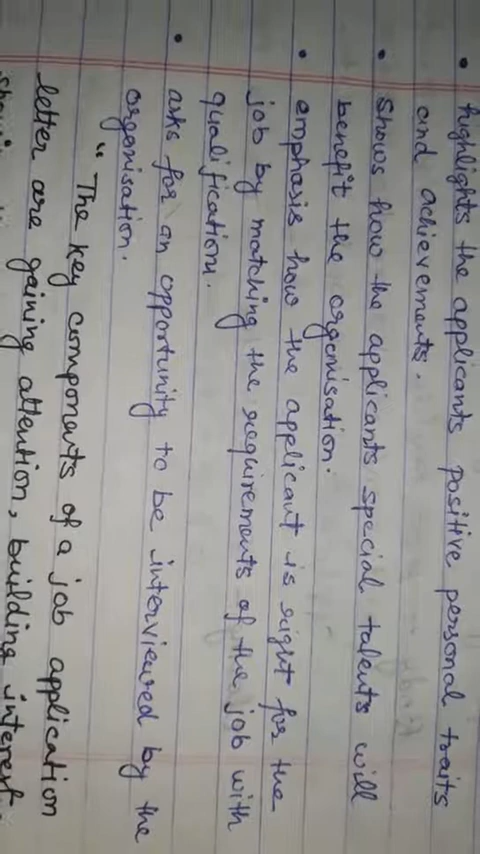 • highlights the applicants positive personal traits
and achievements.
• shows how the applicants special talents will
benefit the organisation.
• emphasis how the applicant is right for the
job by matching the requirements of the job with
qualification.
• asks for an opportunity to be interviewed by the
organisation.
" The key components of a job application
letter are gaining attention, building interest